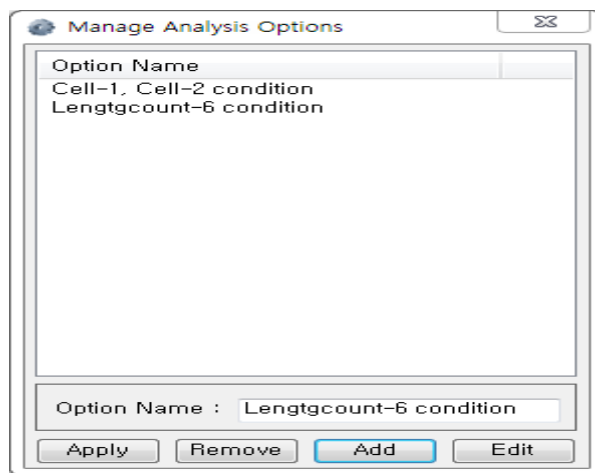 Manage Analysis Options
Option Name
Cell-1, Cell-2 condition
Lengtgcount-6 condition
Option Name : Lengtgcount-6 condition
Apply Remove Add Edit